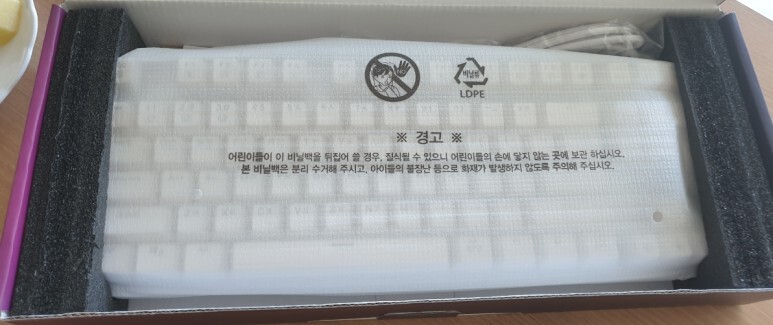 NO
비닐류
LDPE
※ 경고 ※
어린이들이 이 비닐백을 뒤집어 쓸 경우, 질식될 수 있으니 어린이들의 손에 닿지 않는 곳에 보관 하십시오.
본 비닐백은 분리 수거해 주시고, 아이들의 불장난 등으로 화재가 발생하지 않도록 주의해 주십시오.